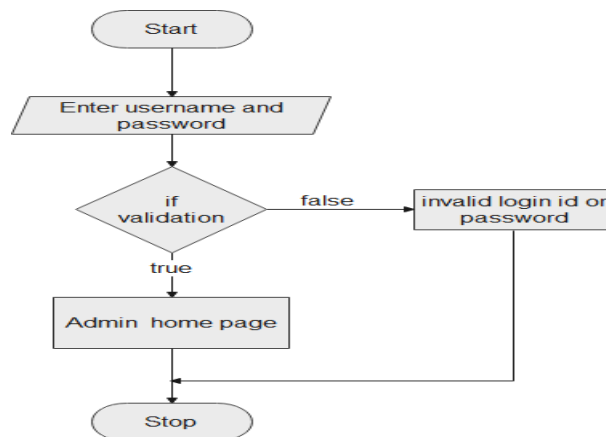 Start
Enter username and
password
if
validation
false
invalid login id or
password
true
Admin home page
Stop